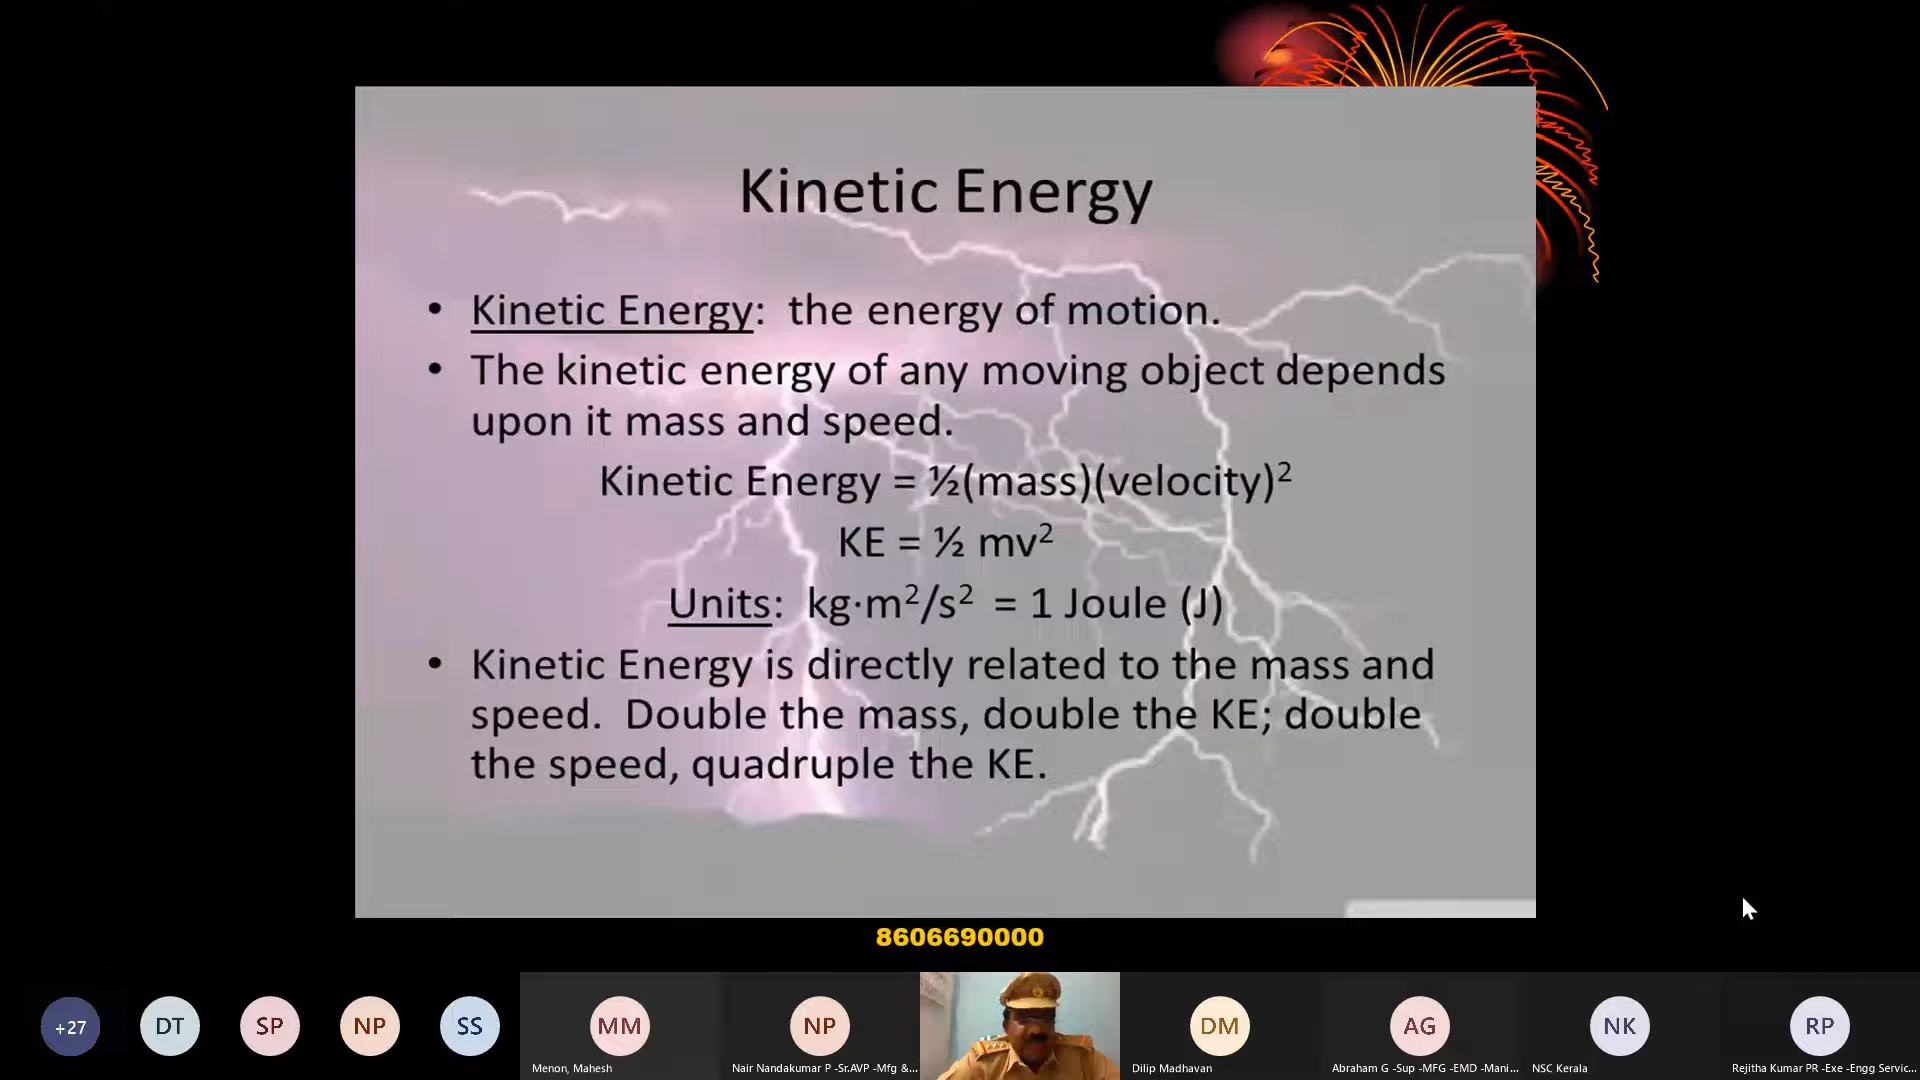 Kinetic Energy
• Kinetic Energy:  the energy of motion.
• The kinetic energy of any moving object depends
upon it mass and speed.
Kinetic Energy = ½(mass)(velocity)²
KE = ½ mv²
Units:  kg·m²/s²  = 1 Joule (J)
• Kinetic Energy is directly related to the mass and
speed.  Double the mass, double the KE; double
the speed, quadruple the KE.
8606690000
+27
DT
SP
NP
SS
MM
NP
DM
AG
NK
RP
Menon, Mahesh
Nair Nandakumar P -Sr.AVP -Mfg &...
Dilip Madhavan
Abraham G -Sup -MFG -EMD -Mani...
NSC Kerala
Rejitha Kumar PR -Exe -Engg Servic...